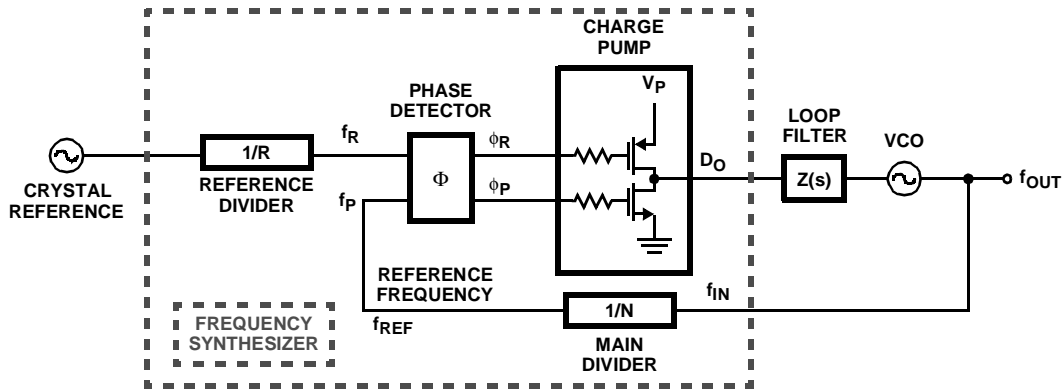 CHARGE
PUMP
V_P
PHASE
DETECTOR
LOOP
FILTER
VCO
f_R
ϕ_R
1/R
Φ
D_O
Z(s)
f_OUT
CRYSTAL
REFERENCE
REFERENCE
DIVIDER
f_P
ϕ_P
REFERENCE
FREQUENCY
f_REF
1/N
f_IN
MAIN
DIVIDER
FREQUENCY
SYNTHESIZER